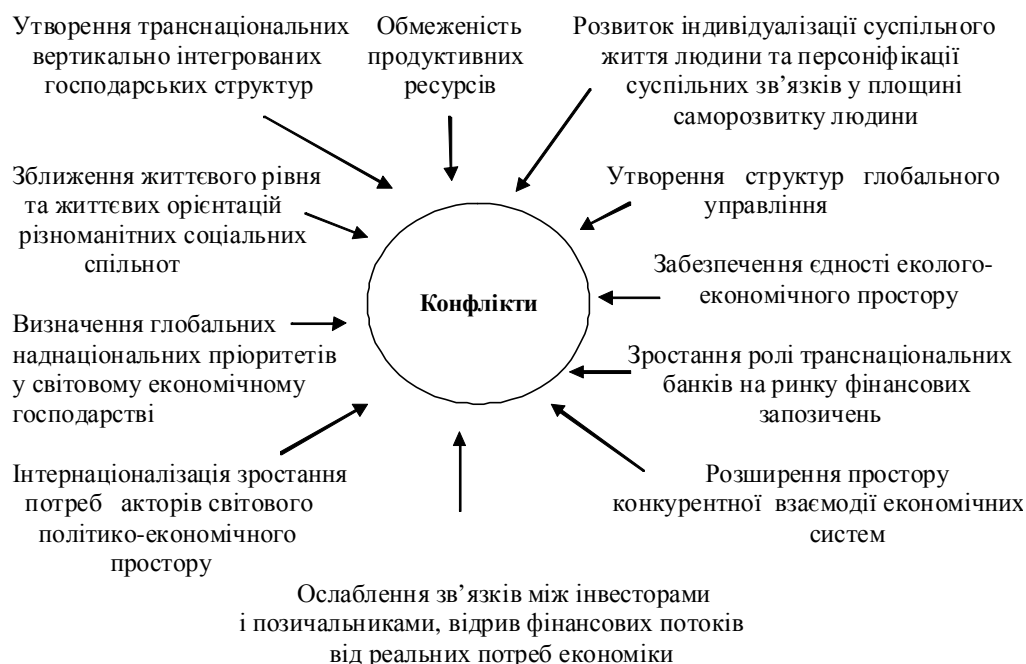 Утворення транснаціональних
вертикально інтегрованих
господарських структур
Обмеженість
продуктивних
ресурсів
Розвиток індивідуалізації суспільного
життя людини та персоніфікації
суспільних зв’язків у площині
саморозвитку людини
Зближення життєвого рівня
та життєвих орієнтацій
різноманітних соціальних
спільнот
Утворення структур глобального
управління
Конфлікти
Забезпечення єдності еколого-
економічного простору
Визначення глобальних
наднаціональних пріоритетів
у світовому економічному
господарстві
Зростання ролі транснаціональних
банків на ринку фінансових
запозичень
Інтернаціоналізація зростання
потреб акторів світового
політико-економічного
простору
Розширення простору
конкурентної взаємодії економічних
систем
Ослаблення зв’язків між інвесторами
і позичальниками, відрив фінансових потоків
від реальних потреб економіки